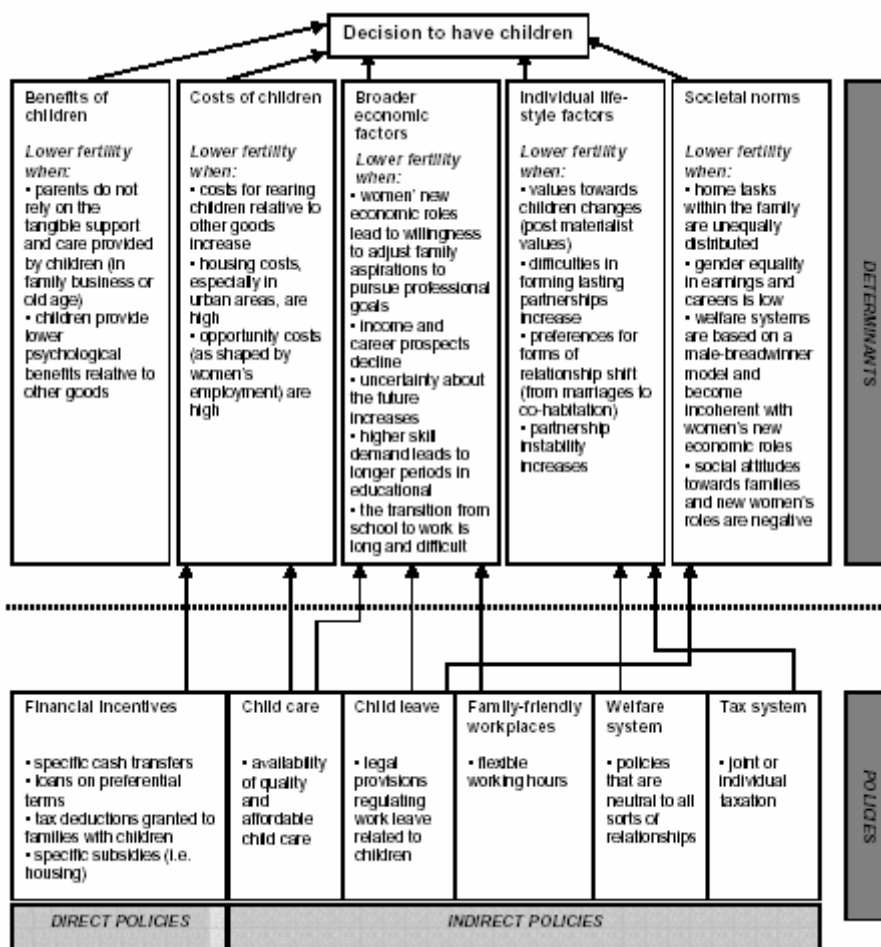 Decision to have children
Benefits of
children
Lower fertility
when:
• parents do not
rely on the
tangible support
and care provided
by children (in
family business or
old age)
• children provide
lower
psychological
benefits relative to
other goods
Costs of children
Lower fertility
when:
• costs for rearing
children relative to
other goods
increase
• housing costs,
especially in
urban areas, are
high
• opportunity costs
(as shaped by
women's
employment) are
high
Broader
economic
factors
Lower fertility
when:
• women' new
economic roles
lead to willingness
to adjust family
aspirations to
pursue professional
goals
• income and
career prospects
decline
• uncertainty about
the future
increases
• higher skill
demand leads to
longer periods in
educational
• the transition from
school to work is
long and difficult
Individual life-
style factors
Lower fertility
when:
• values towards
children changes
(post materialist
values)
• difficulties in
forming lasting
partnerships
increase
• preferences for
forms of
relationship shift
(from marriages to
co-habitation)
• partnership
instability
increases
Societal norms
Lower fertility
when:
• home tasks
within the family
are unequally
distributed
• gender equality
in earnings and
careers is low
• welfare systems
are based on a
male-breadwinner
model and
become
incoherent with
women's new
economic roles
• social attitudes
towards families
and new women's
roles are negative
DETERMINANTS
Financial incentives
• specific cash transfers
• loans on preferential
terms
• tax deductions granted to
families with children
• specific subsidies (i.e.
housing)
Child care
• availability
of quality
and
affordable
child care
Child leave
• legal
provisions
regulating
work leave
related to
children
Family-friendly
workplaces
• flexible
working hours
Welfare
system
• policies
that are
neutral to all
sorts of
relationships
Tax system
• joint or
individual
taxation
POLICIES
DIRECT POLICIES
INDIRECT POLICIES